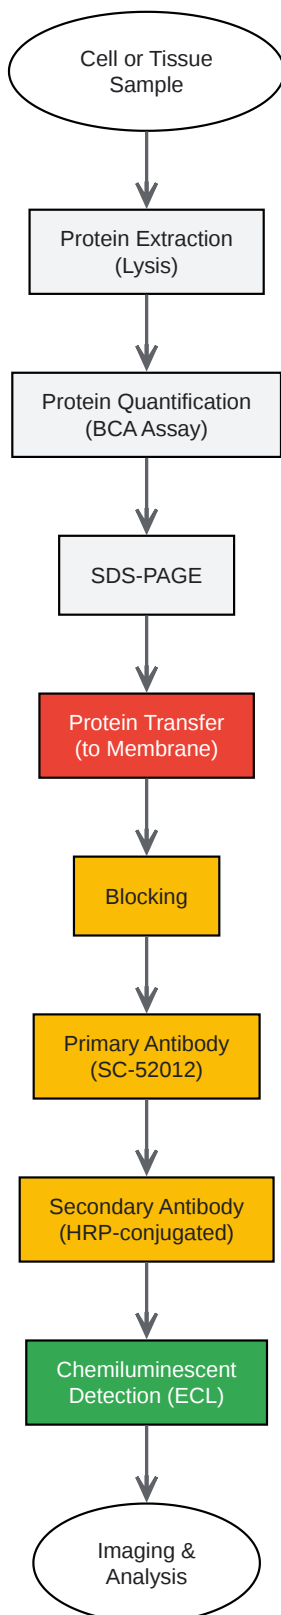 Cell or Tissue
Sample
Protein Extraction
(Lysis)
Protein Quantification
(BCA Assay)
SDS-PAGE
Protein Transfer
(to Membrane)
Blocking
Primary Antibody
(SC-52012)
Secondary Antibody
(HRP-conjugated)
Chemiluminescent
Detection (ECL)
Imaging &
Analysis